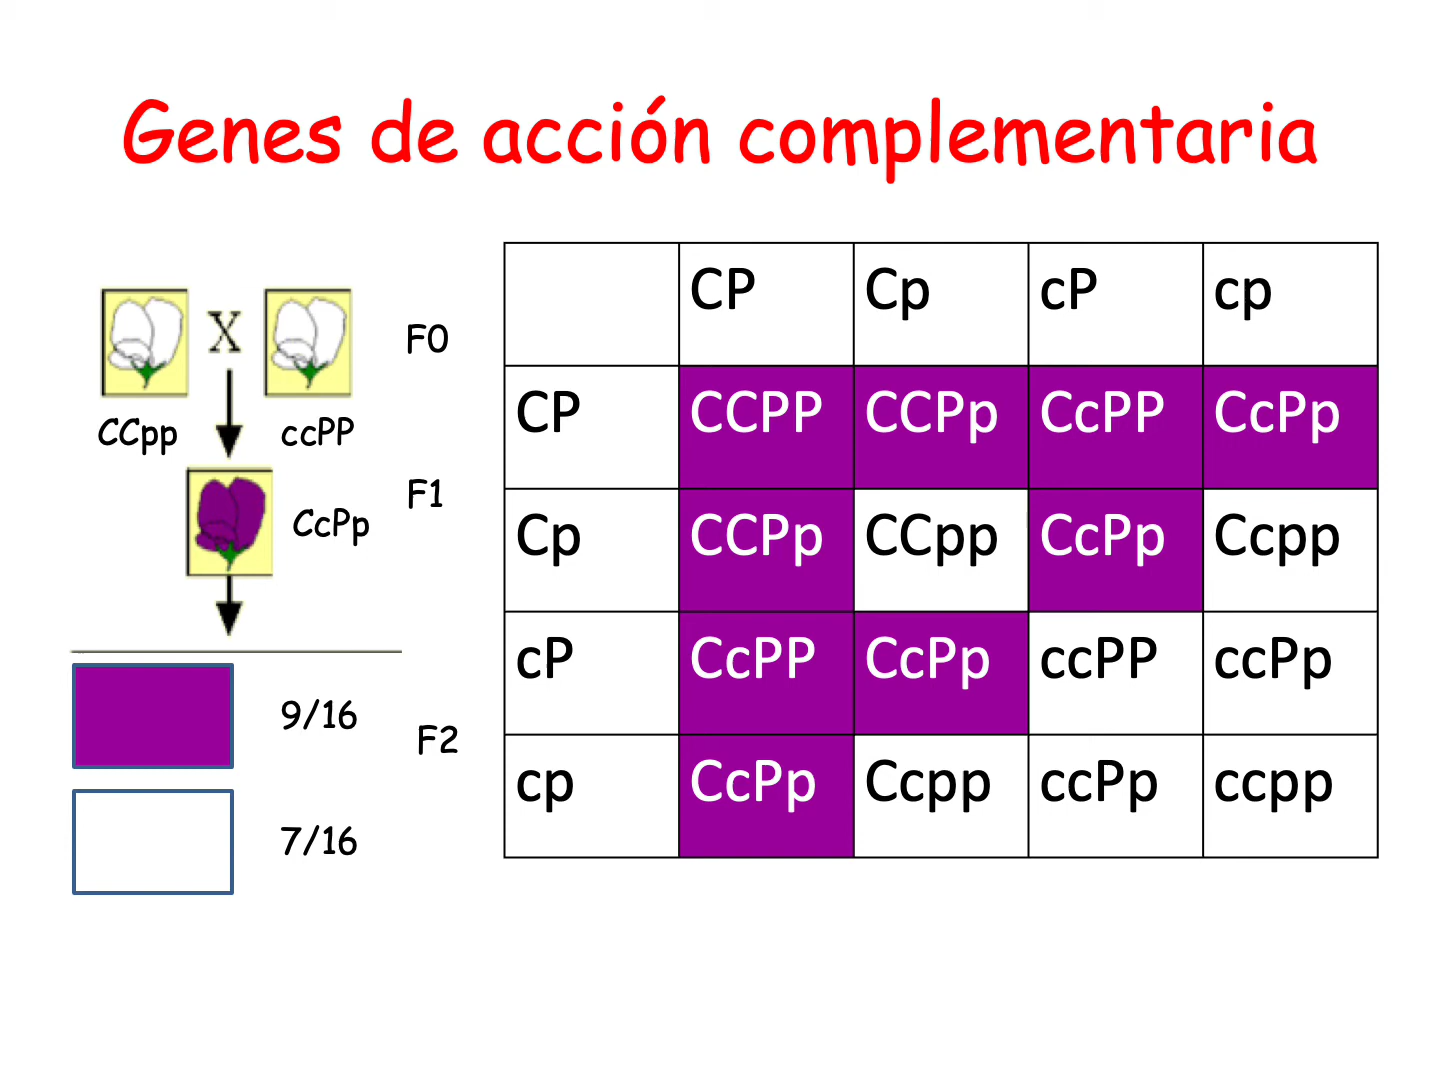 Genes de acción complementaria
X
F0
CCpp ccPP
F1
CcPp
9/16
F2
7/16
CP Cp cP cp
CP CCPP CCPp CcPP CcPp
Cp CCPp CCpp CcPp Ccpp
cP CcPP CcPp ccPP ccPp
cp CcPp Ccpp ccPp ccpp